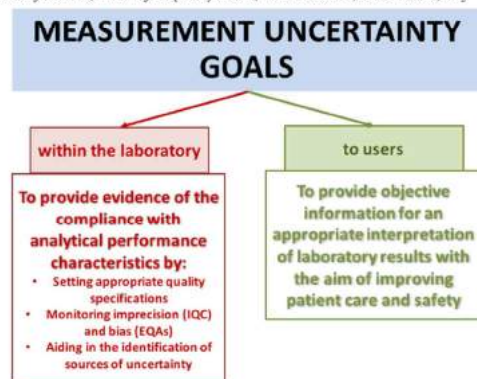 MEASUREMENT UNCERTAINTY
GOALS
within the laboratory
To provide evidence of the
compliance with
analytical performance
characteristics by:
• Setting appropriate quality
specifications
• Monitoring imprecision (IQC)
and bias (EQAs)
• Aiding in the identification of
sources of uncertainty
to users
To provide objective
information for an
appropriate interpretation
of laboratory results with
the aim of improving
patient care and safety